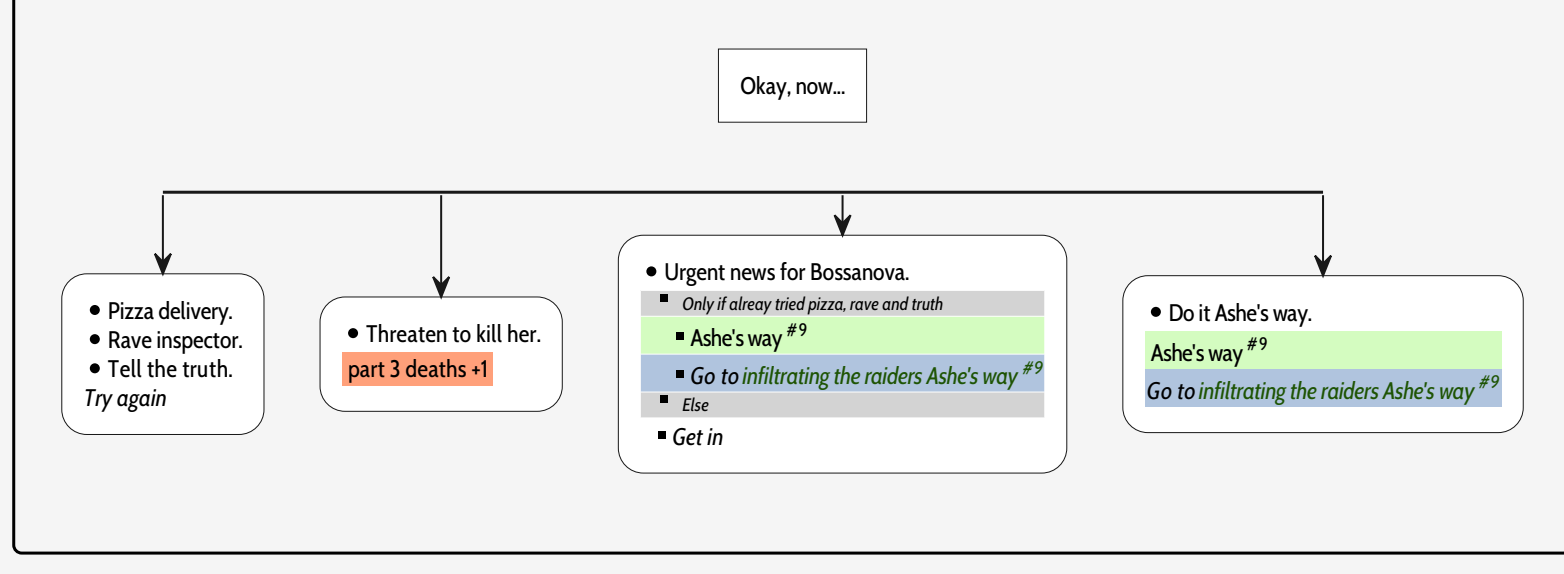 Okay, now...
Pizza delivery.
Rave inspector.
Tell the truth.
Try again
Threaten to kill her.
part 3 deaths +1
Urgent news for Bossanova.
Only if alreay tried pizza, rave and truth
Ashe's way #9
Go to infiltrating the raiders Ashe's way #9
Else
Get in
Do it Ashe's way.
Ashe's way #9
Go to infiltrating the raiders Ashe's way #9